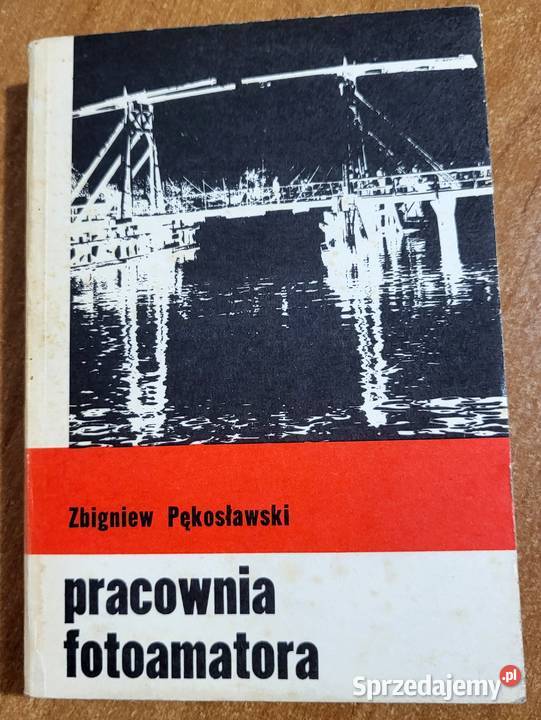 Zbigniew Pękosławski
pracownia
fotoamatora
Sprzedajemy.pl